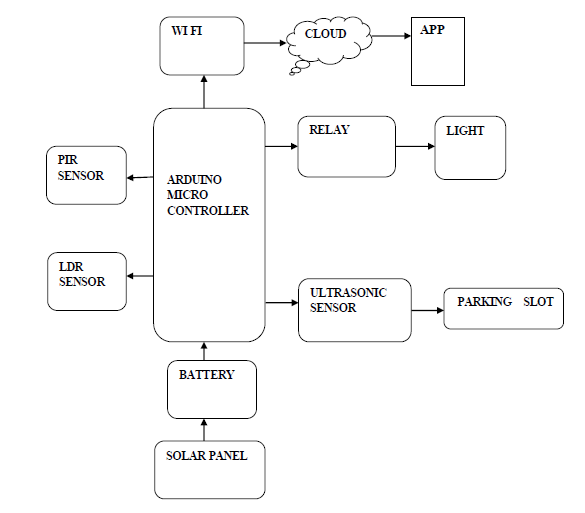 WI FI
CLOUD
APP
RELAY
LIGHT
PIR
SENSOR
ARDUINO
MICRO
CONTROLLER
LDR
SENSOR
ULTRASONIC
SENSOR
PARKING SLOT
BATTERY
SOLAR PANEL